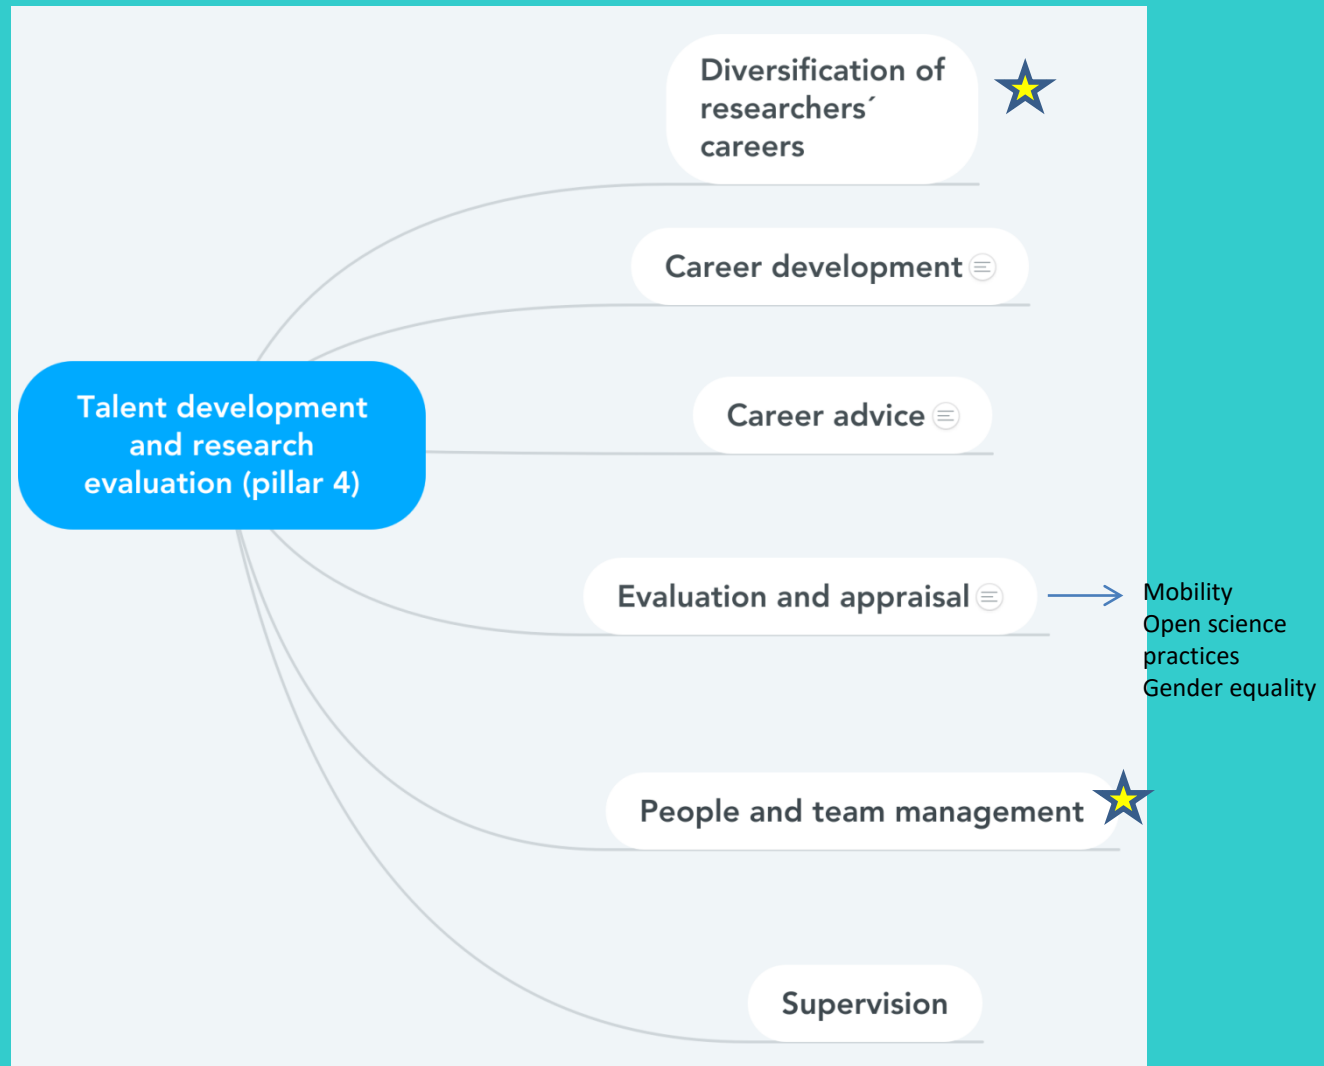 Diversification of
researchers´
careers
Career development
Talent development
and research
evaluation (pillar 4)
Career advice
Evaluation and appraisal
Mobility
Open science
practices
Gender equality
People and team management
Supervision